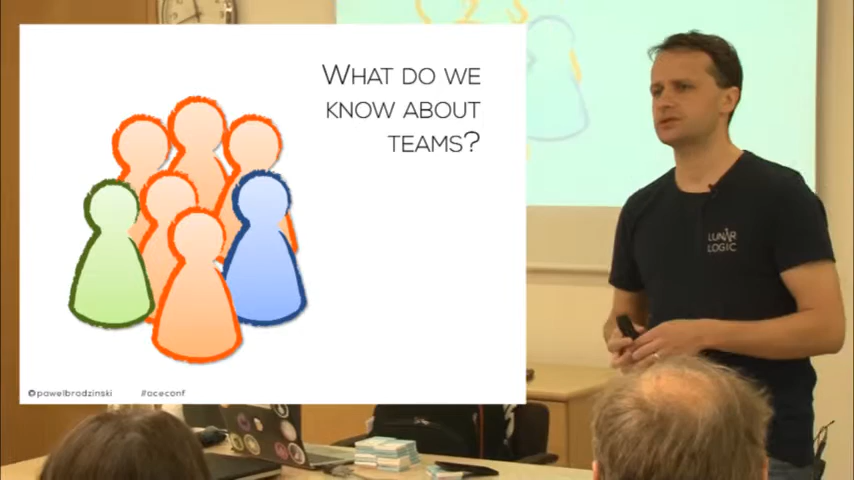 WHAT DO WE
KNOW ABOUT
TEAMS?
@pawelbrodzinski #aceconf
LUNAR
LOGIC